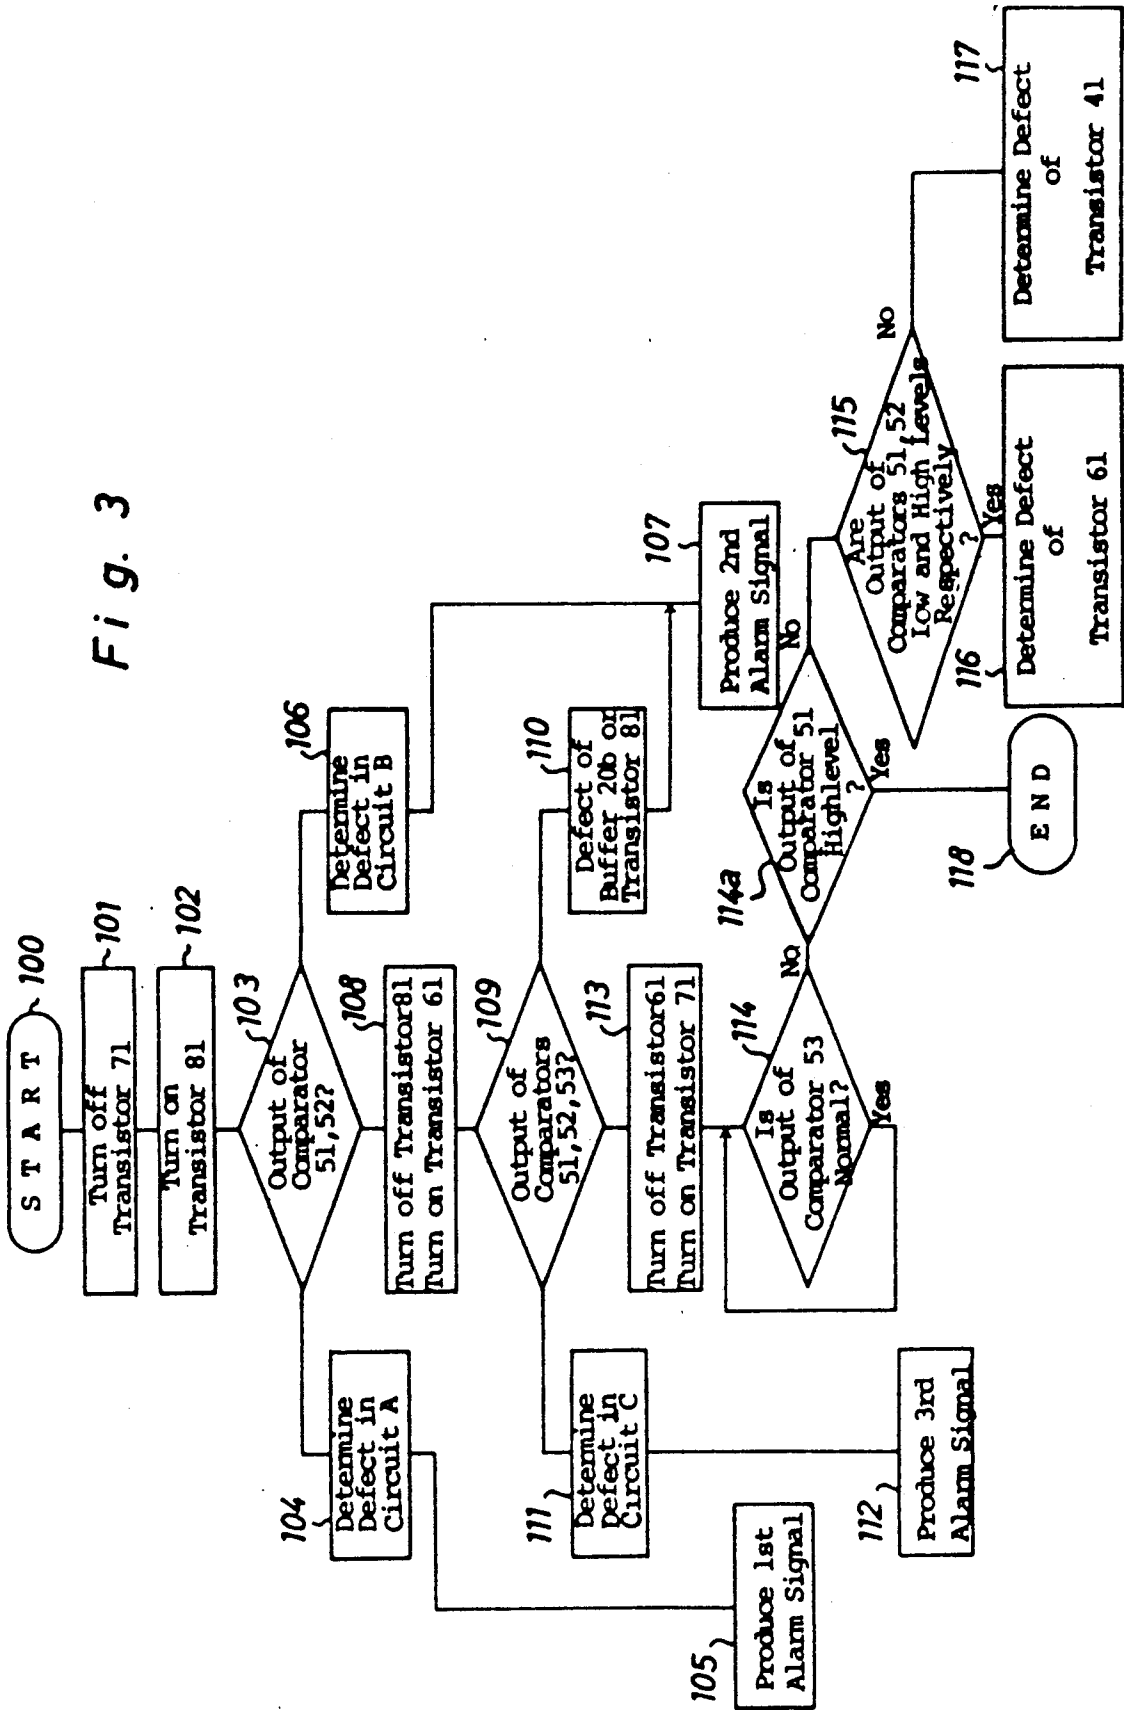 Fig. 3
START
100
Turn off
Transistor 71
101
Turn on
Transistor 81
102
Output of
Comparator
51,52?
103
104
Determine
Defect in
Circuit A
105
Produce 1st
Alarm Signal
106
Determine
Defect in
Circuit B
107
Produce 2nd
Alarm Signal
108
Turn off Transistor81
Turn on Transistor 61
109
Output of
Comparators
51,52,53?
110
Defect of
Buffer 20b or
Transistor 81
111
Determine
Defect in
Circuit C
112
Produce 3rd
Alarm Signal
113
Turn off Transistor61
Turn on Transistor 71
114
Is
Output of
Comparator 53
Normal?
Yes
No
114a
Is
Output of
Comparator 51
Highlevel
?
Yes
No
115
Are
Output of
Comparators 51,52
Low and High Levels
Respectively
?
Yes
No
116
Determine Defect
of
Transistor 61
117
Determine Defect
of
Transistor 41
118
END